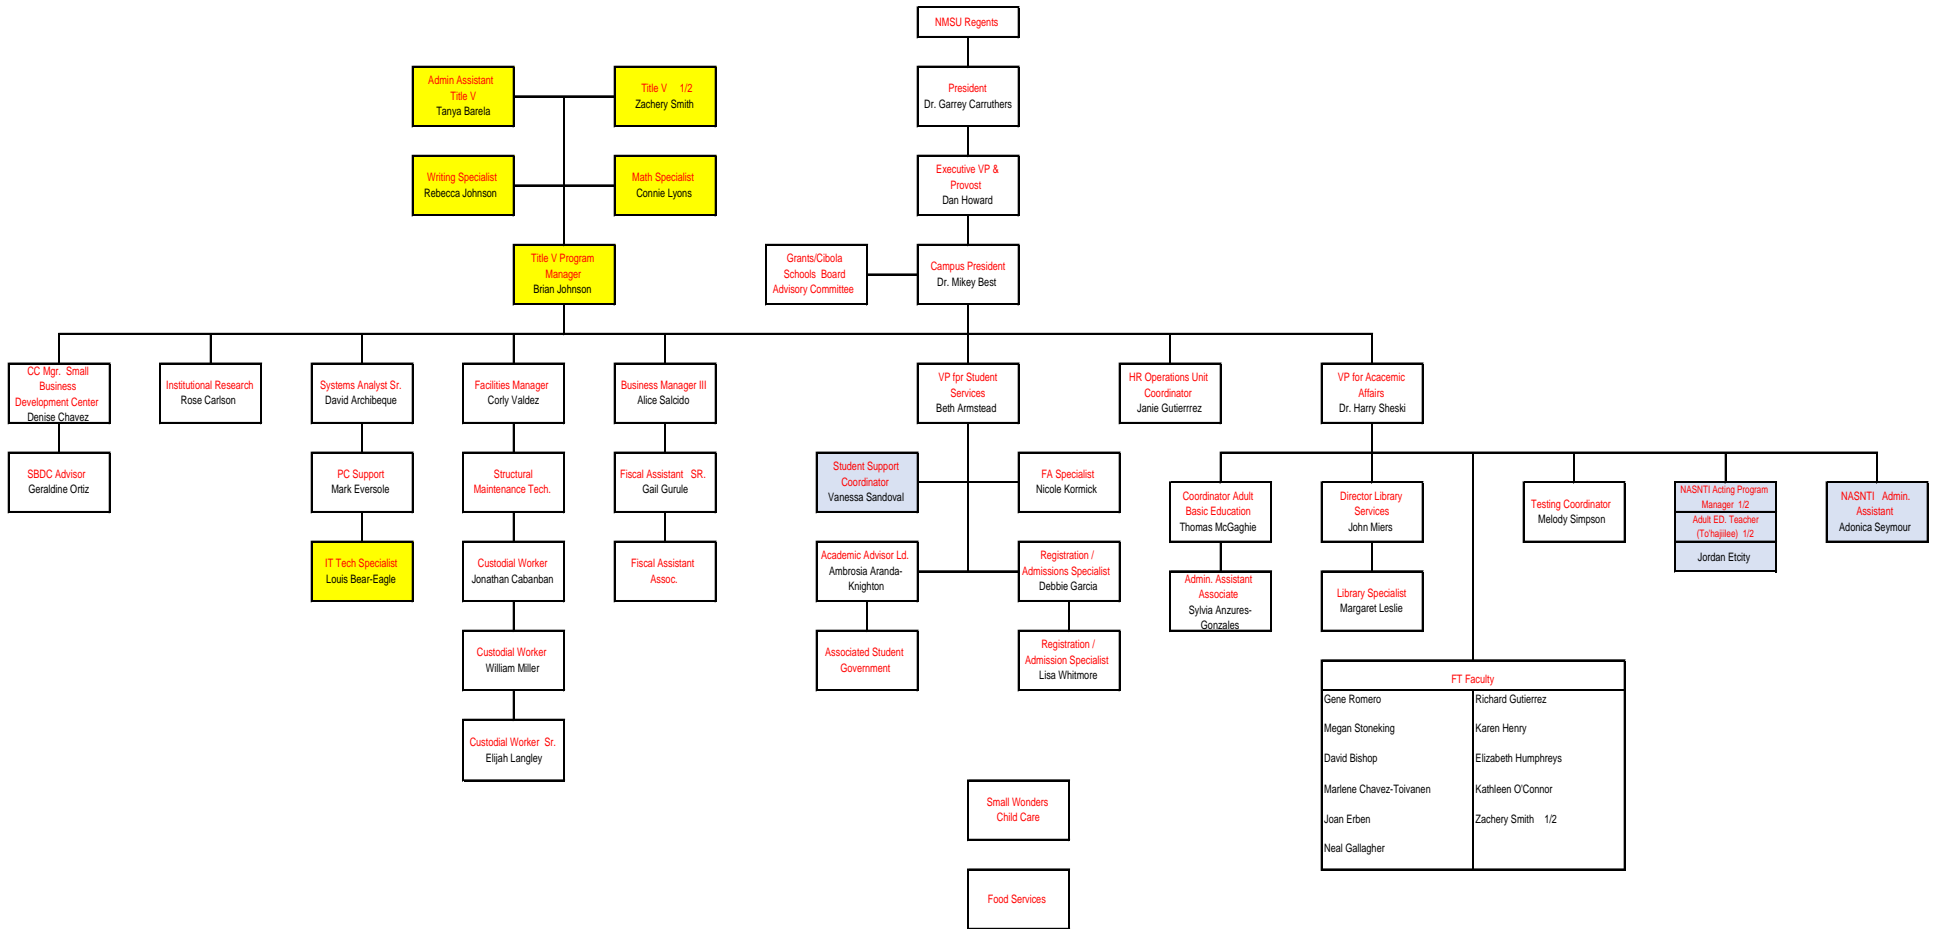 NMSU Regents
Admin Assistant
Title V
Tanya Barela
Title V 1/2
Zachery Smith
President
Dr. Garrey Carruthers
Writing Specialist
Rebecca Johnson
Math Specialist
Connie Lyons
Executive VP &
Provost
Dan Howard
Title V Program
Manager
Brian Johnson
Grants/Cibola
Schools Board
Advisory Committee
Campus President
Dr. Mikey Best
CC Mgr. Small
Business
Development Center
Denise Chavez
Institutional Research
Rose Carlson
Systems Analyst Sr.
David Archibeque
Facilities Manager
Corly Valdez
Business Manager III
Alice Salcido
VP fpr Student
Services
Beth Armstead
HR Operations Unit
Coordinator
Janie Gutierrrez
VP for Acacemic
Affairs
Dr. Harry Sheski
SBDC Advisor
Geraldine Ortiz
PC Support
Mark Eversole
Structural
Maintenance Tech.
Fiscal Assistant SR.
Gail Gurule
Student Support
Coordinator
Vanessa Sandoval
FA Specialist
Nicole Kormick
Coordinator Adult
Basic Education
Thomas McGaghie
Director Library
Services
John Miers
Testing Coordinator
Melody Simpson
NASNTI Acting Program
Manager 1/2
Adult ED. Teacher
(To'hajiilee) 1/2
Jordan Etcity
NASNTI Admin.
Assistant
Adonica Seymour
IT Tech Specialist
Louis Bear-Eagle
Custodial Worker
Jonathan Cabanban
Fiscal Assistant
Assoc.
Academic Advisor Ld.
Ambrosia Aranda-
Knighton
Registration /
Admissions Specialist
Debbie Garcia
Admin. Assistant
Associate
Sylvia Anzures-
Gonzales
Library Specialist
Margaret Leslie
Custodial Worker
William Miller
Associated Student
Government
Registration /
Admission Specialist
Lisa Whitmore
Custodial Worker Sr.
Elijah Langley
FT Faculty
Gene Romero
Richard Gutierrez
Megan Stoneking
Karen Henry
David Bishop
Elizabeth Humphreys
Marlene Chavez-Toivanen
Kathleen O'Connor
Joan Erben
Zachery Smith 1/2
Neal Gallagher
Small Wonders
Child Care
Food Services